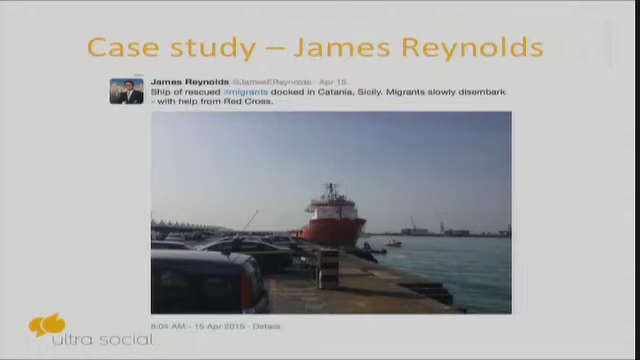 Case study – James Reynolds
James Reynolds @JamesEReynolds · Apr 15
Ship of rescued #migrants docked in Catania, Sicily. Migrants slowly disembark
- with help from Red Cross.
8:04 AM - 15 Apr 2015 · Details
ultra social